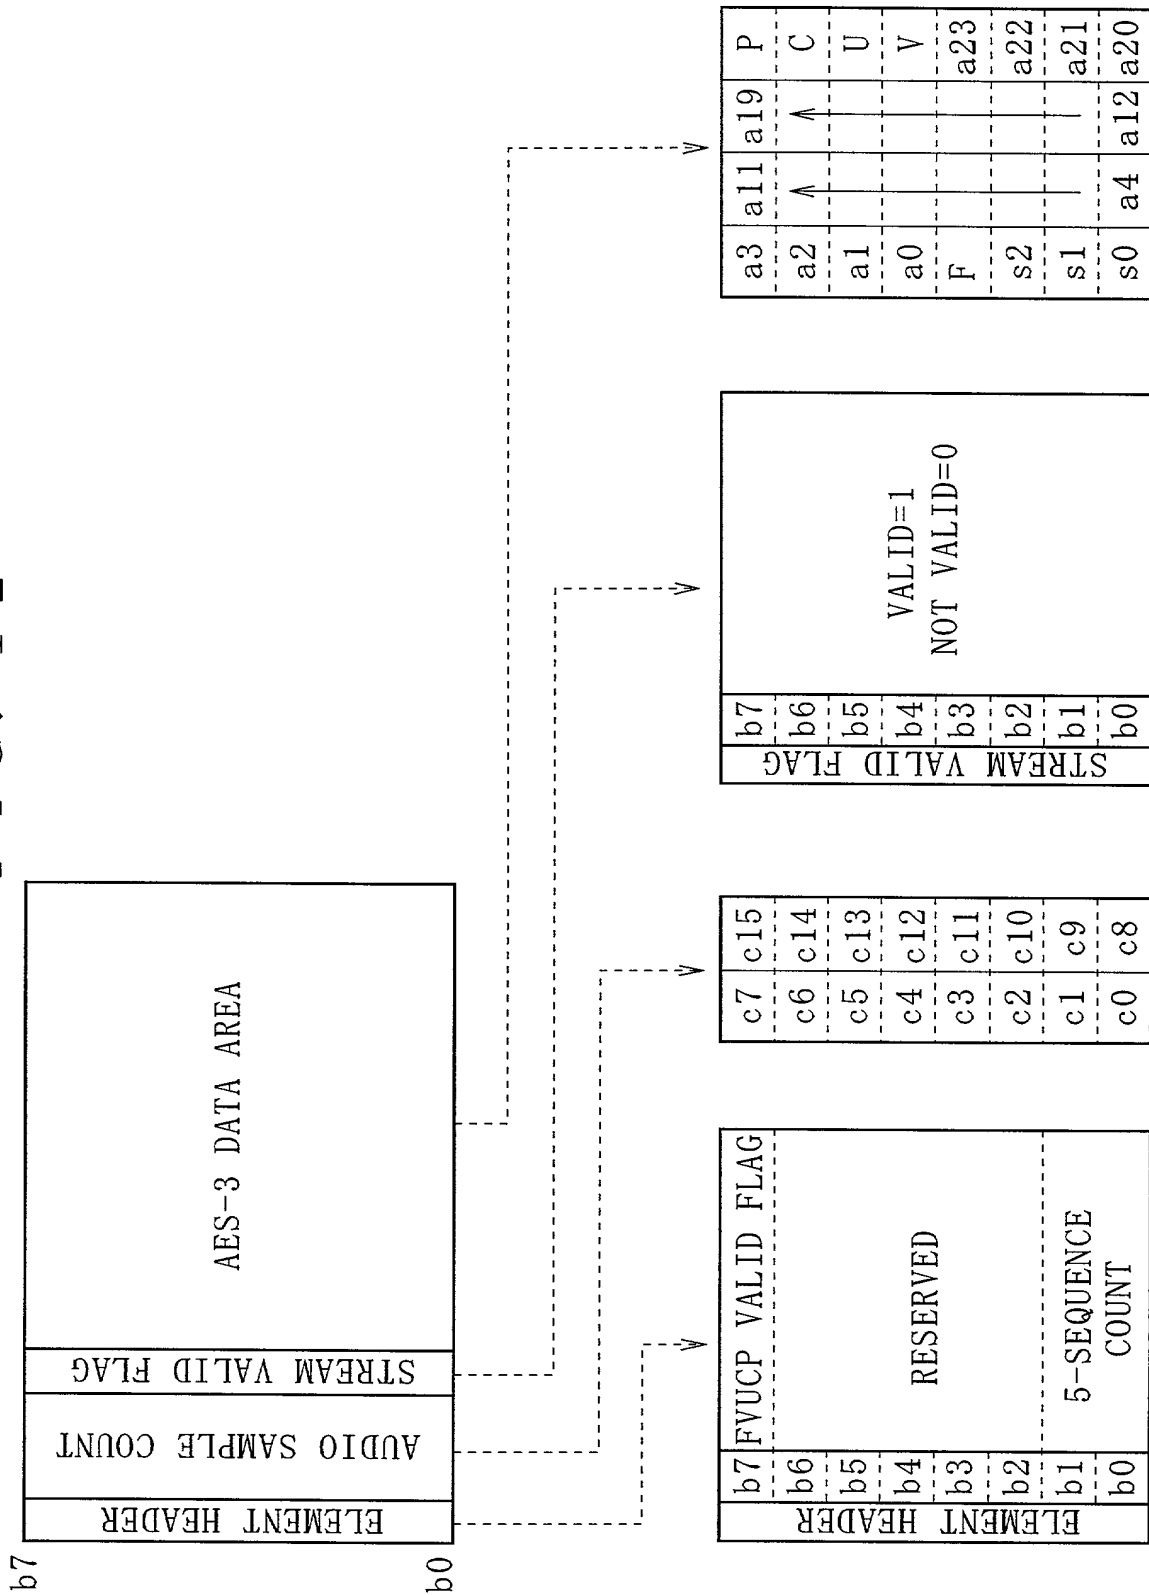 b7
b0
ELEMENT HEADER
AUDIO SAMPLE COUNT
STREAM VALID FLAG
AES-3 DATA AREA
ELEMENT HEADER
b7 FVUCP VALID FLAG
b6
b5
b4 RESERVED
b3
b2
b1 5-SEQUENCE
b0 COUNT
c7 c15
c6 c14
c5 c13
c4 c12
c3 c11
c2 c10
c1 c9
c0 c8
STREAM VALID FLAG
b7
b6
b5
b4 VALID=1
b3 NOT VALID=0
b2
b1
b0
a3 a11 a19 P
a2 C
a1 U
a0 V
F a23
s2 a22
s1 a21
s0 a4 a12 a20